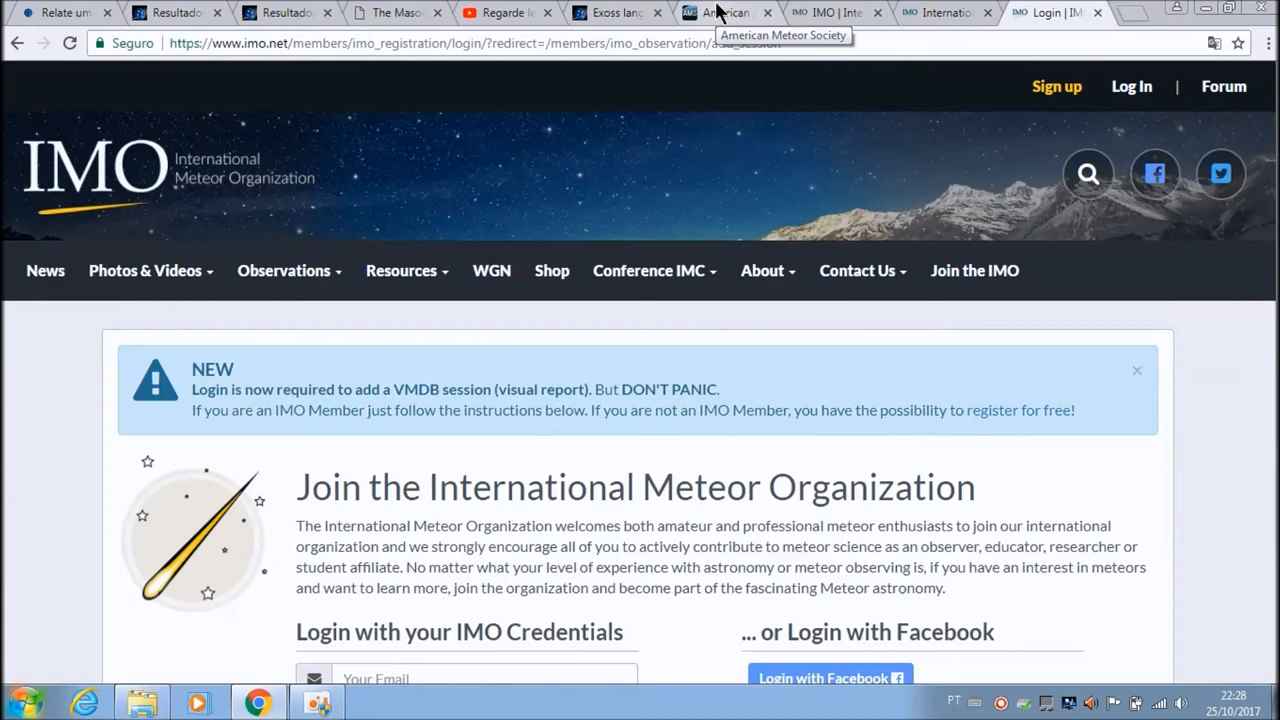 Relate um
Resultado
Resultado
The Maso
Regarde le
Exoss lanç
AMS American
IMO IMO | Inte
IMO Internatio
IMO Login | IM
Seguro https://www.imo.net/members/imo_registration/login/?redirect=/members/imo_observation/add_session
American Meteor Society
Sign up Log In | Forum
IMO International
Meteor Organization
News Photos & Videos Observations Resources WGN Shop Conference IMC About Contact Us Join the IMO
NEW
Login is now required to add a VMDB session (visual report). But DON'T PANIC.
If you are an IMO Member just follow the instructions below. If you are not an IMO Member, you have the possibility to register for free!
Join the International Meteor Organization
The International Meteor Organization welcomes both amateur and professional meteor enthusiasts to join our international
organization and we strongly encourage all of you to actively contribute to meteor science as an observer, educator, researcher or
student affiliate. No matter what your level of experience with astronomy or meteor observing is, if you have an interest in meteors
and want to learn more, join the organization and become part of the fascinating Meteor astronomy.
Login with your IMO Credentials
... or Login with Facebook
Your Email
Login with Facebook
PT
22:28
25/10/2017